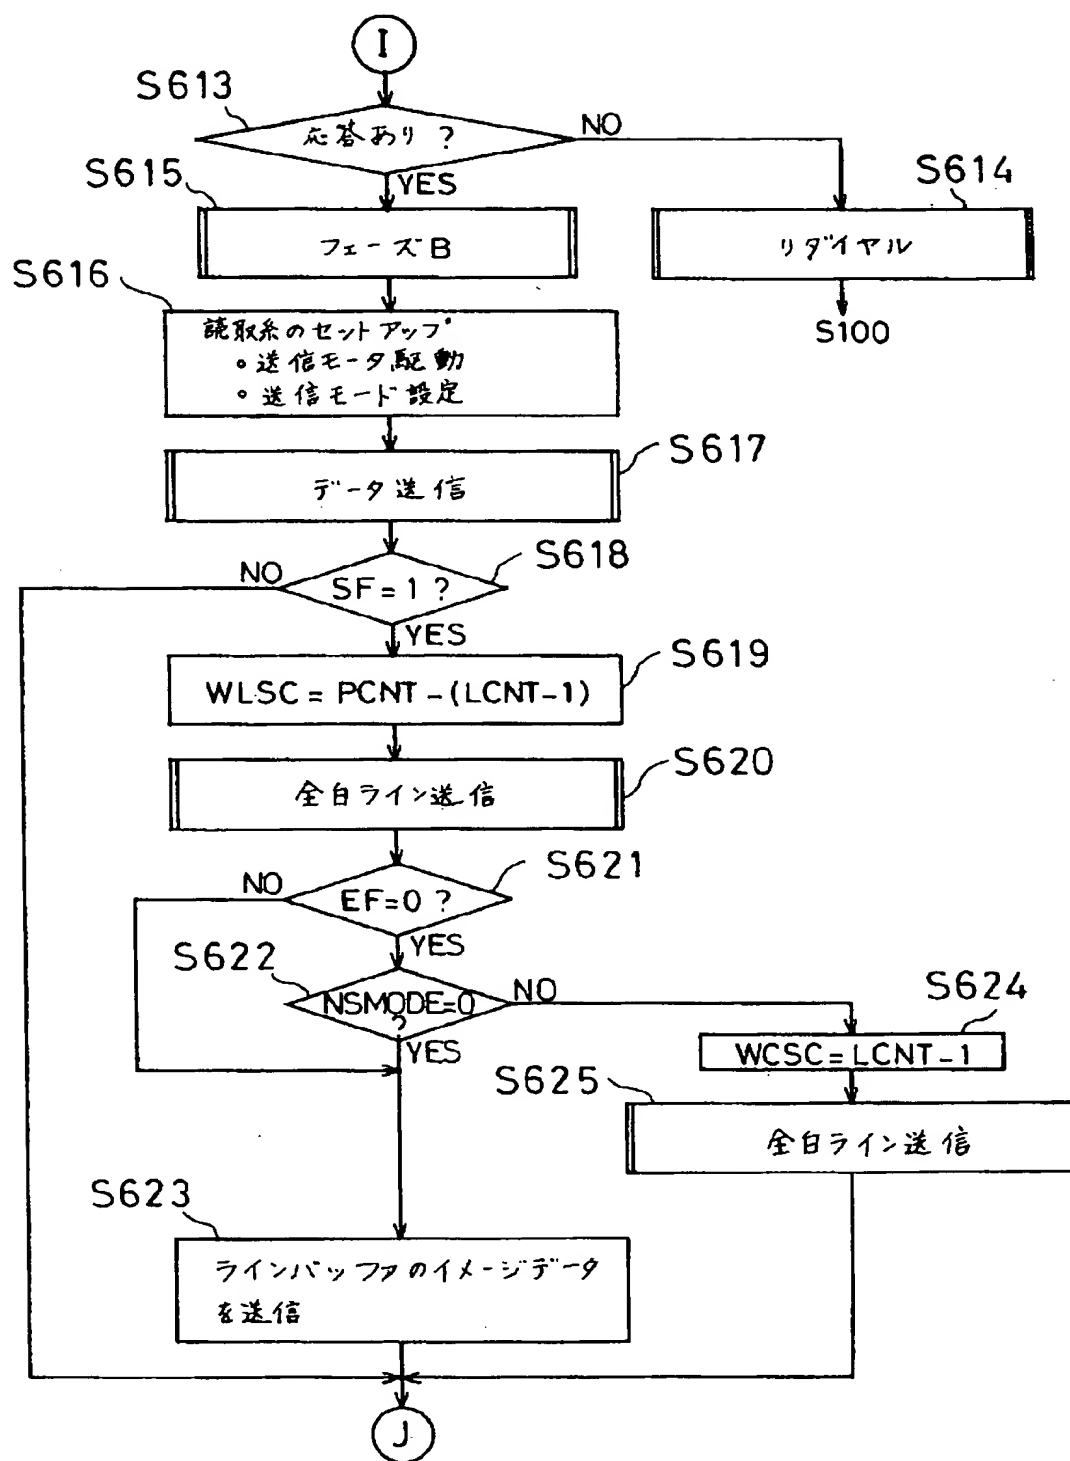 I
S613
応答あり?
NO
YES
S615
フェーズB
S614
リダイヤル
S100
S616
読取系のセットアップ
・送信モータ駆動
・送信モード設定
S617
データ送信
S618
SF=1?
NO
YES
S619
WLSC=PCNT-(LCNT-1)
S620
全白ライン送信
S621
EF=0?
NO
YES
S622
NSMODE=0
?
NO
YES
S624
WCSC=LCNT-1
S625
全白ライン送信
S623
ラインバッファのイメージデータ
を送信
J